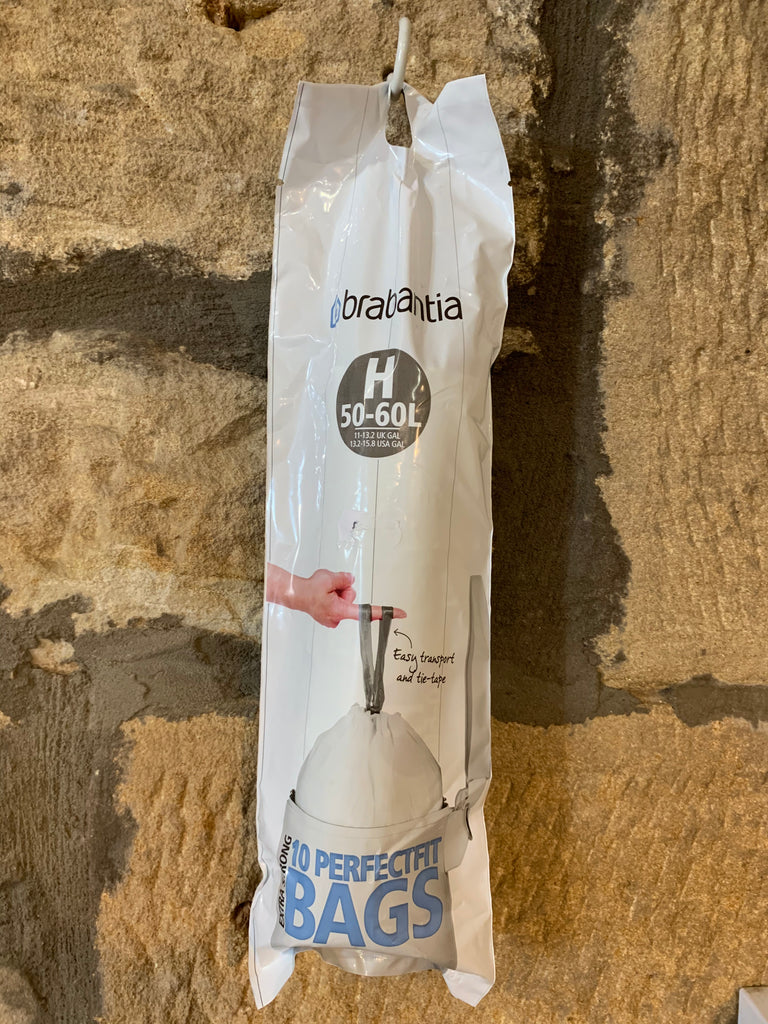 brabantia
H
50-60L
11-13.2 UK GAL
13.2-15.8 USA GAL
Easy transport
and tie-tape
EXTRA STRONG
10 PERFECTFIT
BAGS